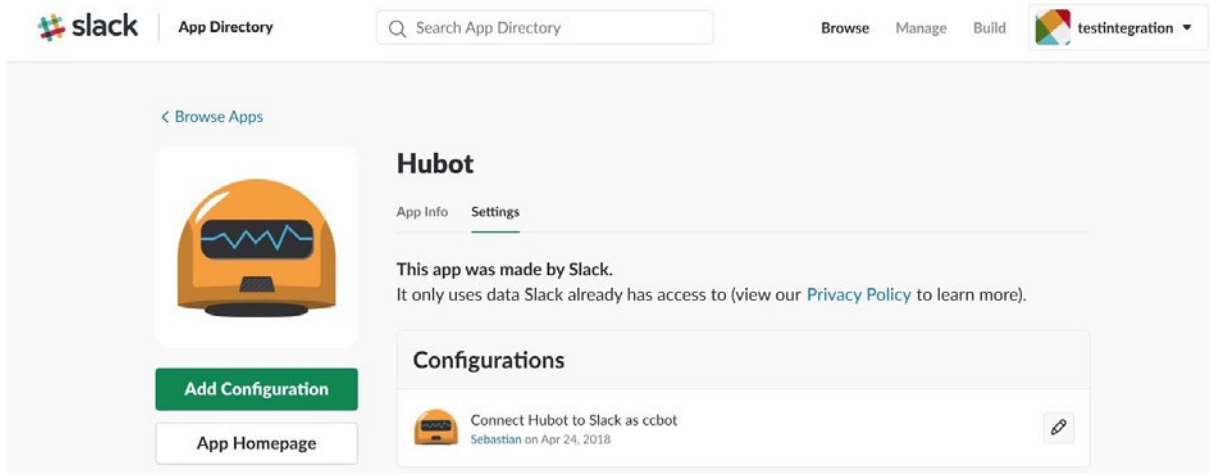 slack App Directory Search App Directory Browse Manage Build testintegration
Browse Apps
Hubot
App Info Settings
This app was made by Slack.
It only uses data Slack already has access to (view our Privacy Policy to learn more).
Configurations
Add Configuration
Connect Hubot to Slack as ccbot
Sebastian on Apr 24, 2018
App Homepage